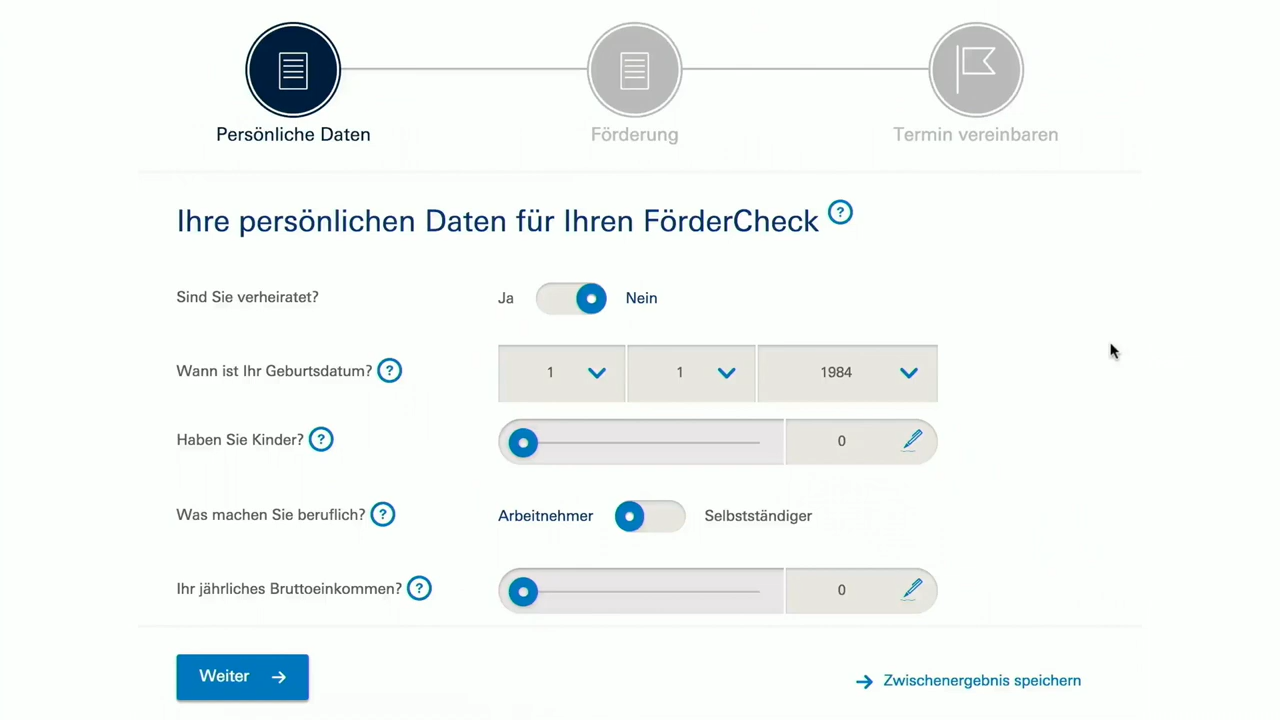 Persönliche Daten
Förderung
Termin vereinbaren
Ihre persönlichen Daten für Ihren FörderCheck ?
Sind Sie verheiratet? Ja Nein
Wann ist Ihr Geburtsdatum? ? 1 1 1984
Haben Sie Kinder? ? 0
Was machen Sie beruflich? ? Arbeitnehmer Selbstständiger
Ihr jährliches Bruttoeinkommen? ? 0
Weiter
Zwischenergebnis speichern